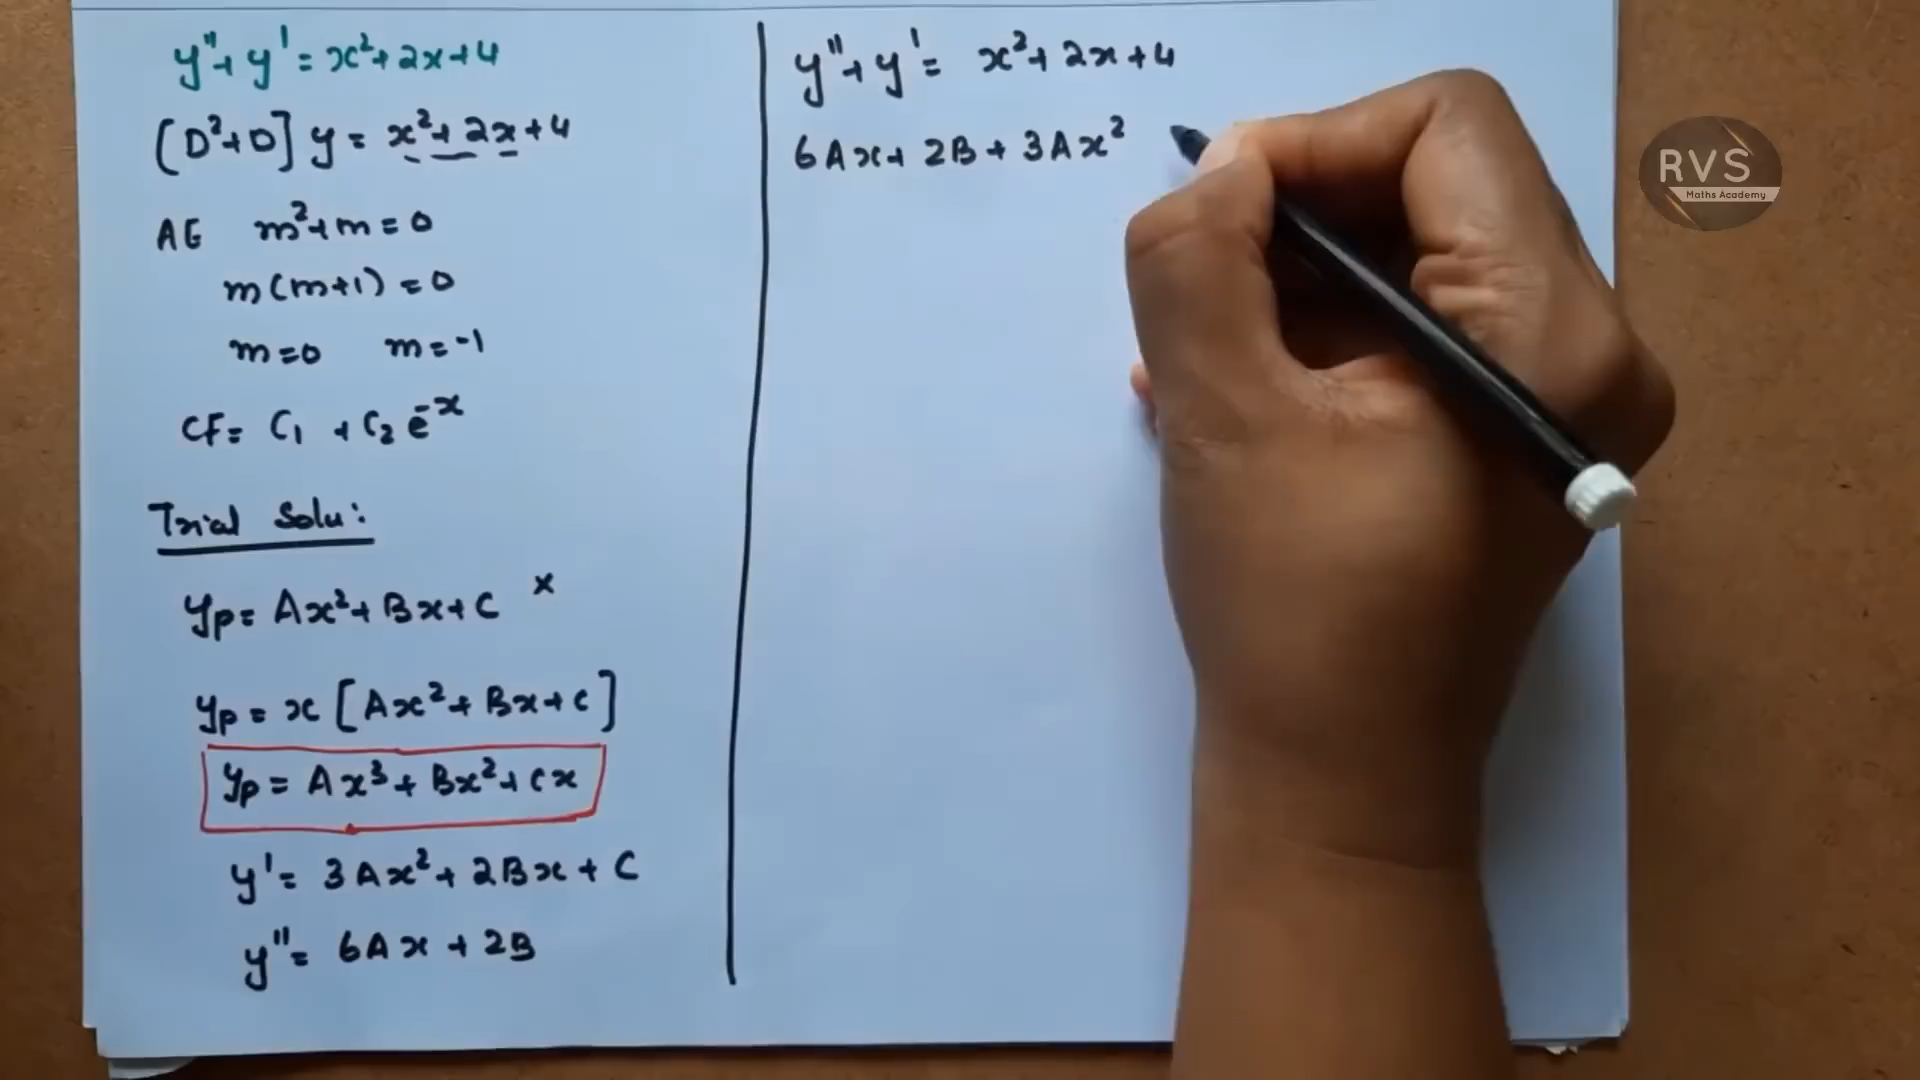 y''+y' = x²+2x+4
[D²+D] y = x²+2x+4
AE m²+m=0
m(m+1)=0
m=0 m=-1
CF= C₁ + C₂ e⁻ˣ
Trial Solu:
yp= Ax²+Bx+C ×
yp = x[Ax²+Bx+C]
yp = Ax³+Bx²+Cx
y' = 3Ax²+2Bx+C
y'' = 6Ax+2B
y''+y' = x²+2x+4
6Ax+2B+3Ax²
RVS
Maths Academy